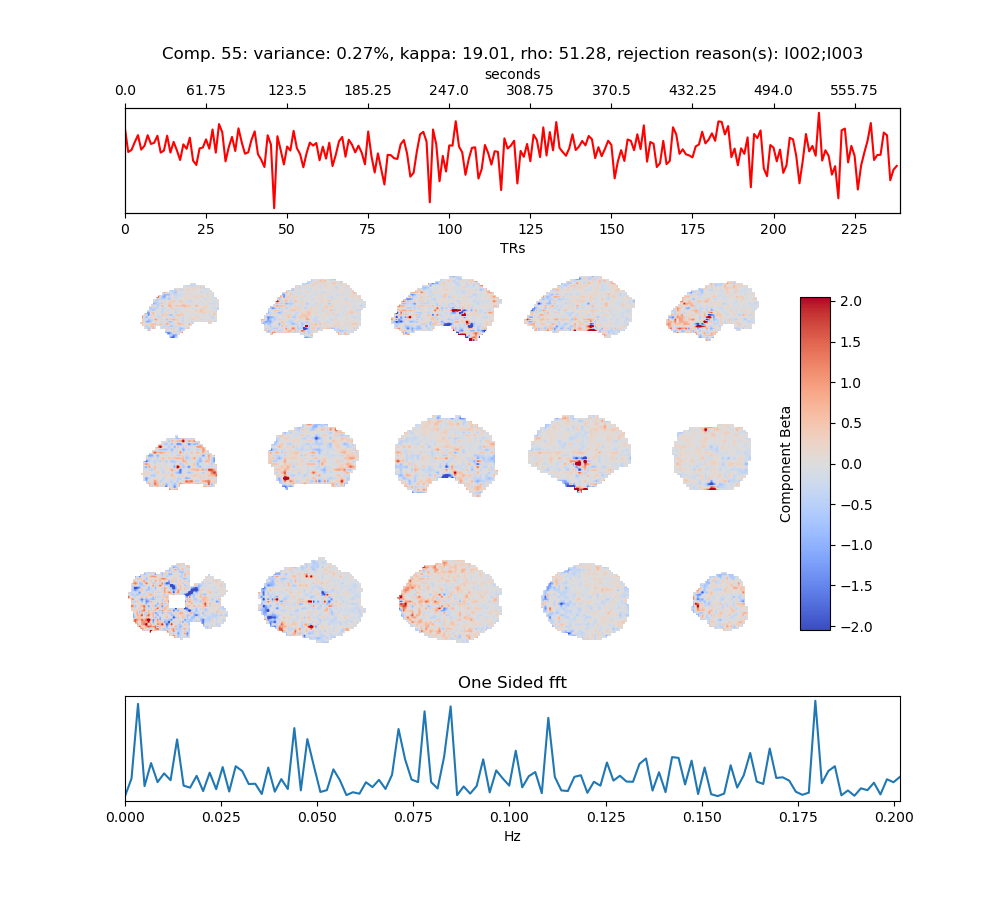 Comp. 55: variance: 0.27%, kappa: 19.01, rho: 51.28, rejection reason(s): I002;I003
seconds
0.0 61.75 123.5 185.25 247.0 308.75 370.5 432.25 494.0 555.75
0 25 50 75 100 125 150 175 200 225
TRs
2.0
1.5
1.0
0.5
0.0
−0.5
−1.0
−1.5
−2.0
Component Beta
One Sided fft
0.000 0.025 0.050 0.075 0.100 0.125 0.150 0.175 0.200
Hz